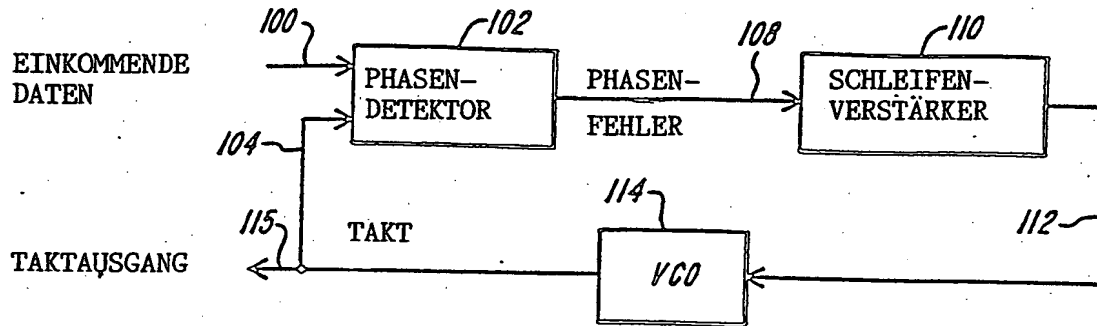 102
100
108
110
EINKOMMENDE
DATEN
PHASEN-
DETEKTOR
PHASEN-
FEHLER
SCHLEIFEN-
VERSTÄRKER
104
114
112
115
TAKT
TAKTAUSGANG
VCO